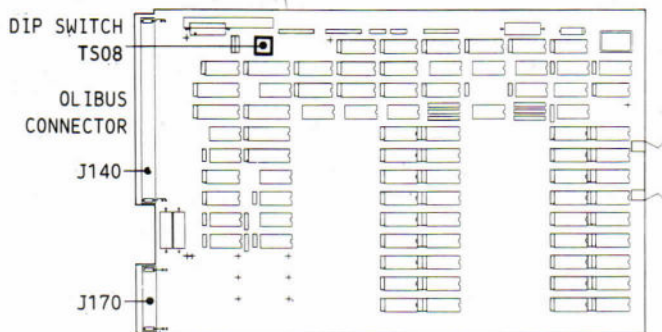 DIP SWITCH
TS08
OLIBUS
CONNECTOR
J140
J170